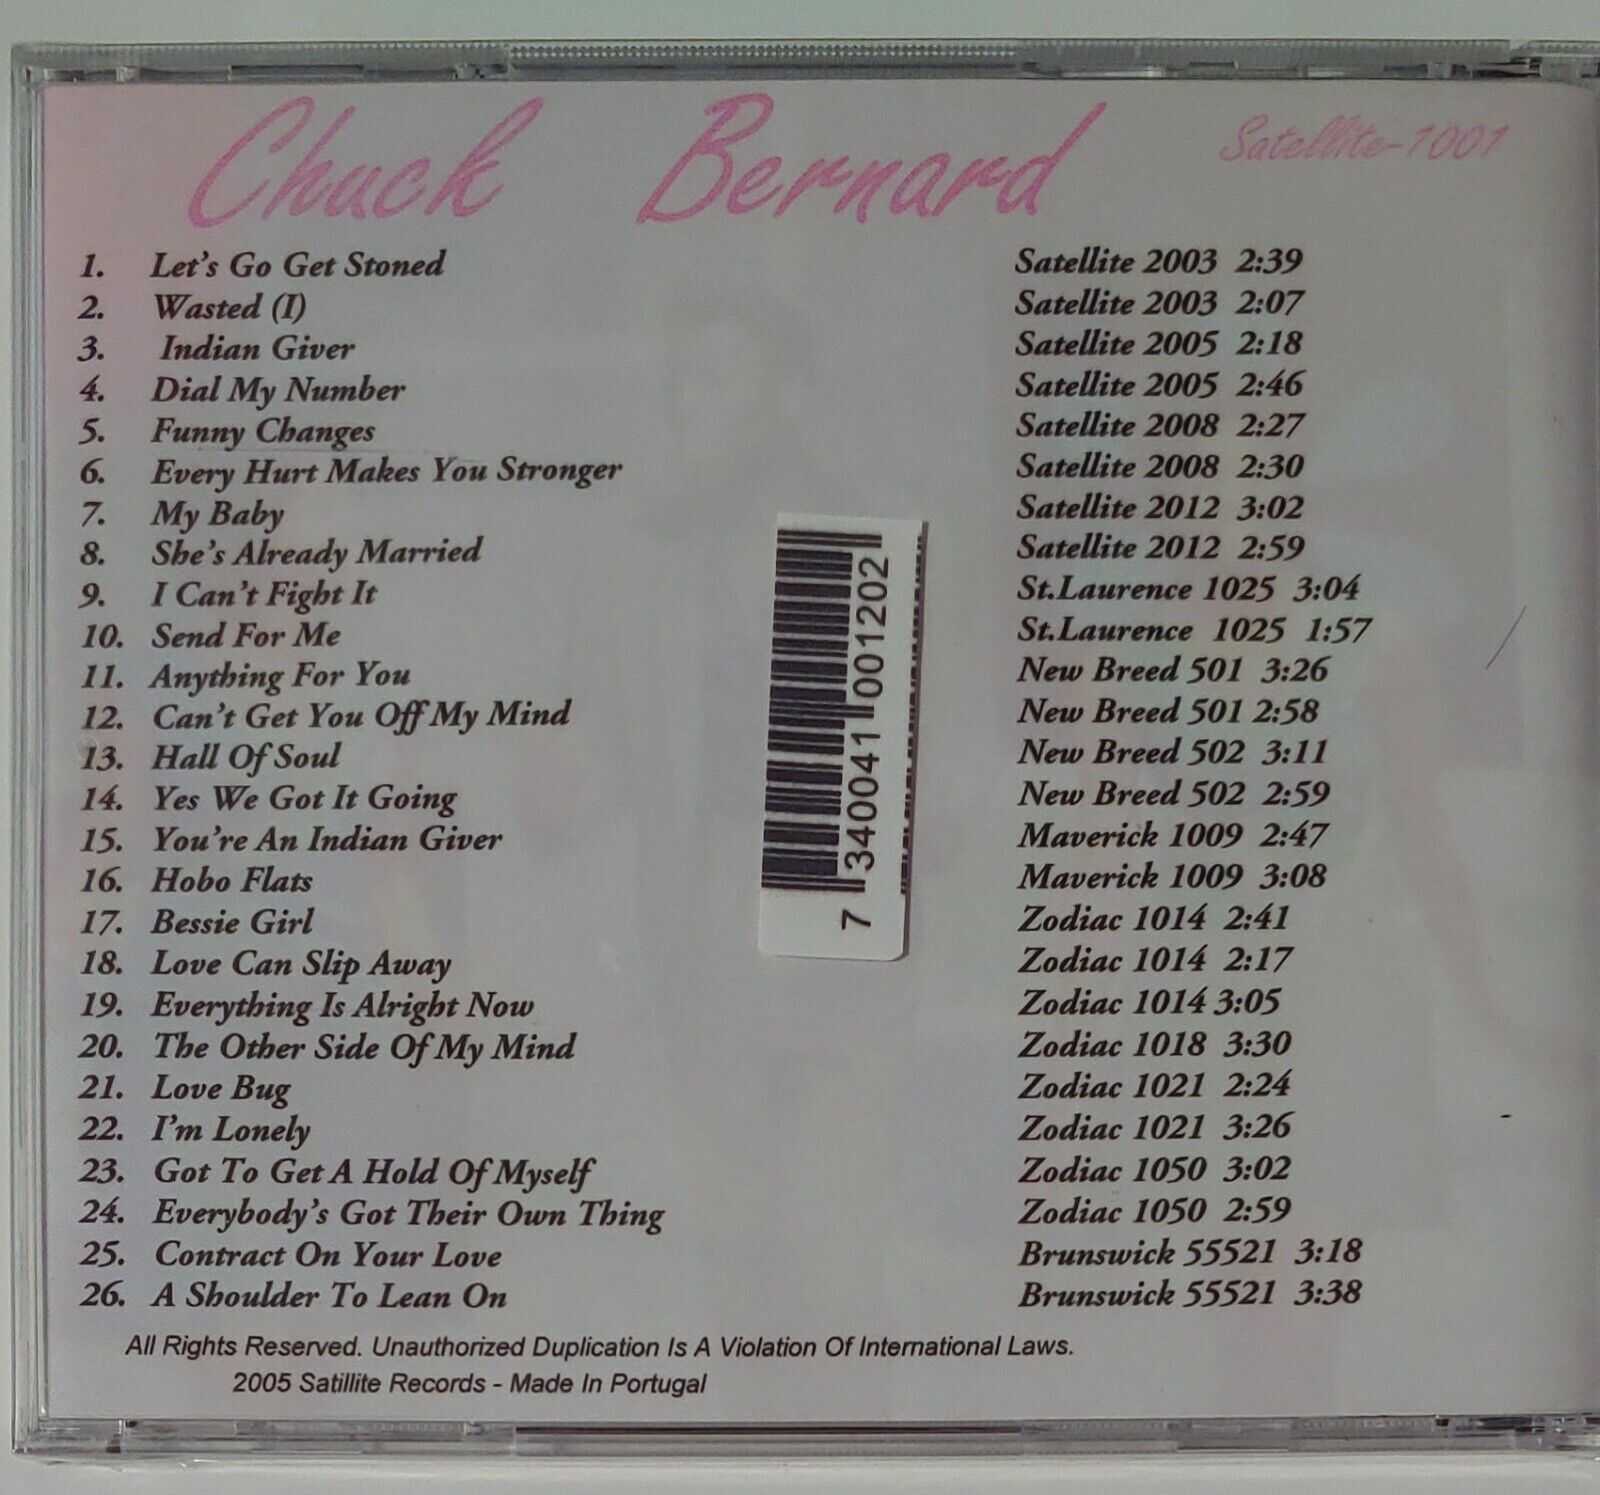 Chuck Bernard Satellite-1001
1. Let's Go Get Stoned Satellite 2003 2:39
2. Wasted (I) Satellite 2003 2:07
3. Indian Giver Satellite 2005 2:18
4. Dial My Number Satellite 2005 2:46
5. Funny Changes Satellite 2008 2:27
6. Every Hurt Makes You Stronger Satellite 2008 2:30
7. My Baby Satellite 2012 3:02
8. She's Already Married Satellite 2012 2:59
9. I Can't Fight It St.Laurence 1025 3:04
10. Send For Me St.Laurence 1025 1:57
11. Anything For You New Breed 501 3:26
12. Can't Get You Off My Mind New Breed 501 2:58
13. Hall Of Soul New Breed 502 3:11
14. Yes We Got It Going New Breed 502 2:59
15. You're An Indian Giver Maverick 1009 2:47
16. Hobo Flats Maverick 1009 3:08
17. Bessie Girl Zodiac 1014 2:41
18. Love Can Slip Away Zodiac 1014 2:17
19. Everything Is Alright Now Zodiac 1014 3:05
20. The Other Side Of My Mind Zodiac 1018 3:30
21. Love Bug Zodiac 1021 2:24
22. I'm Lonely Zodiac 1021 3:26
23. Got To Get A Hold Of Myself Zodiac 1050 3:02
24. Everybody's Got Their Own Thing Zodiac 1050 2:59
25. Contract On Your Love Brunswick 55521 3:18
26. A Shoulder To Lean On Brunswick 55521 3:38
7 340041 001202
All Rights Reserved. Unauthorized Duplication Is A Violation Of International Laws.
2005 Satillite Records - Made In Portugal